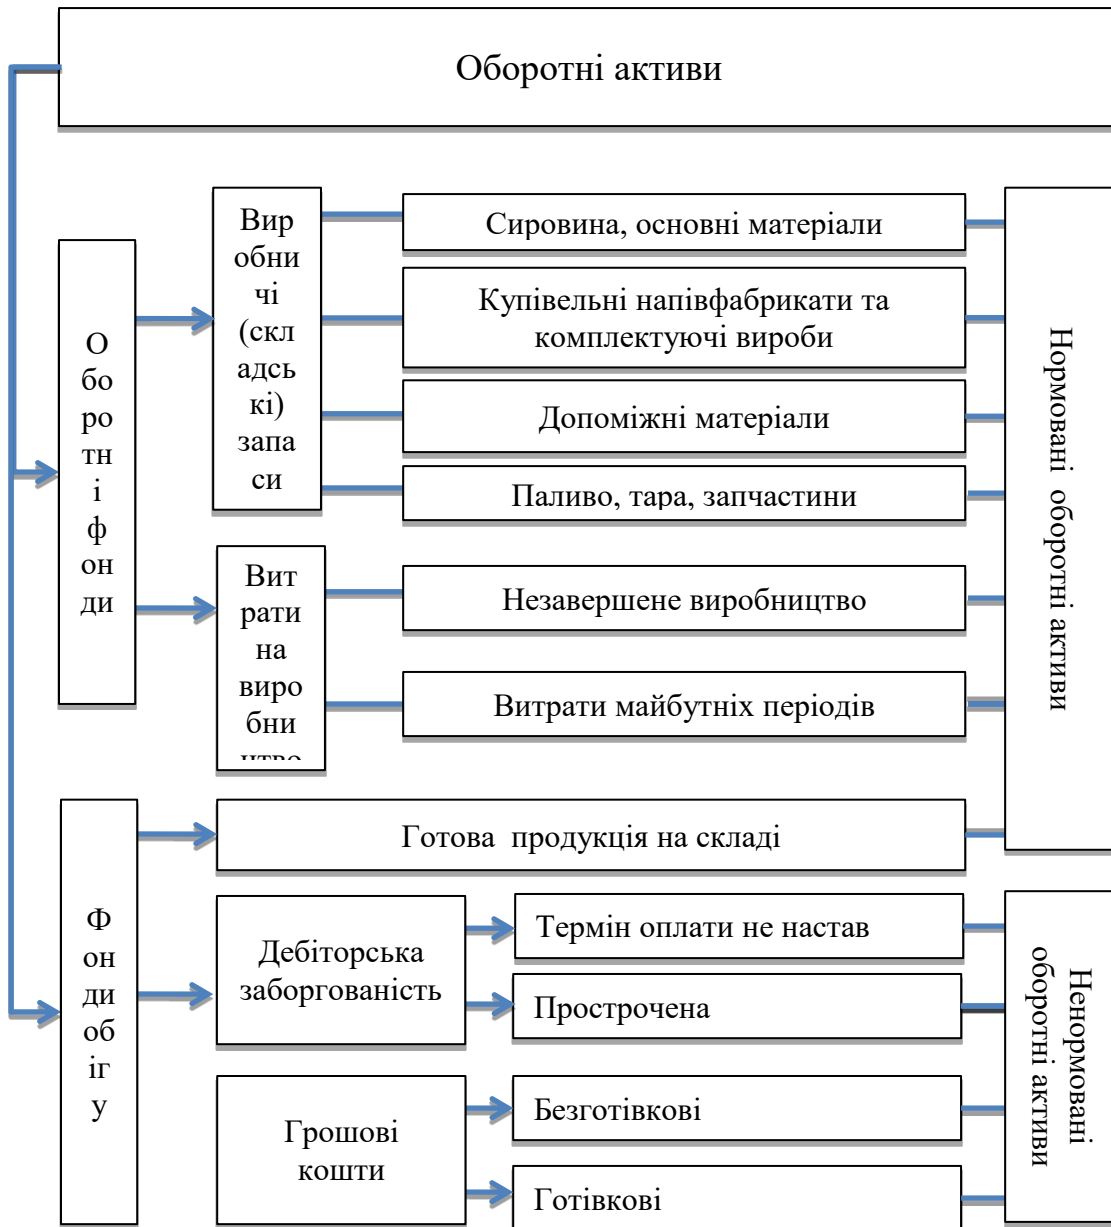 Оборотні активи
Вир
обни
чі
(скл
адсь
кі)
запа
си
Сировина, основні матеріали
Купівельні напівфабрикати та
комплектуючі вироби
Допоміжні матеріали
Паливо, тара, запчастини
О
бо
ро
тн
і
ф
он
ди
Нормовані оборотні активи
Вит
рати
на
виро
бни
цтво
Незавершене виробництво
Витрати майбутніх періодів
Готова продукція на складі
Ф
он
ди
об
іг
у
Дебіторська
заборгованість
Термін оплати не настав
Прострочена
Ненормовані
оборотні активи
Грошові
кошти
Безготівкові
Готівкові